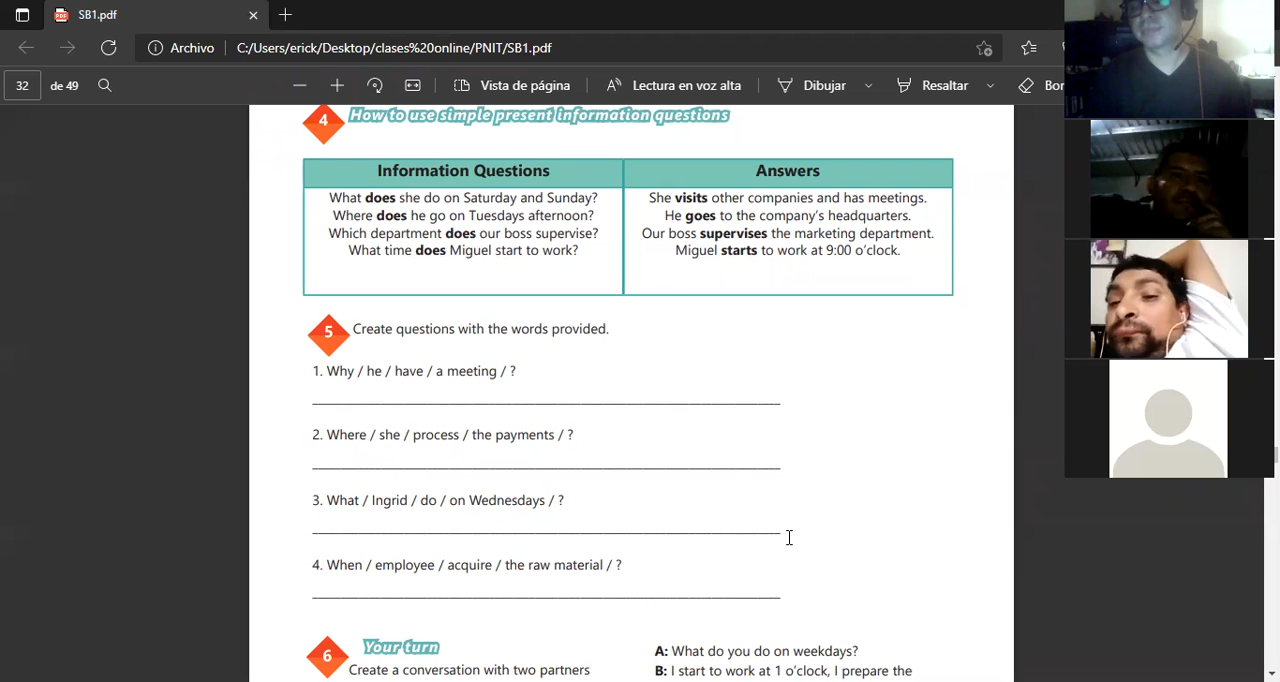 SB1.pdf
Archivo
C:/Users/erick/Desktop/clases%20online/PNIT/SB1.pdf
32 de 49
Vista de página
Lectura en voz alta
Dibujar
Resaltar
4 How to use simple present information questions
Information Questions
What does she do on Saturday and Sunday?
Where does he go on Tuesdays afternoon?
Which department does our boss supervise?
What time does Miguel start to work?
Answers
She visits other companies and has meetings.
He goes to the company's headquarters.
Our boss supervises the marketing department.
Miguel starts to work at 9:00 o'clock.
5 Create questions with the words provided.
1. Why / he / have / a meeting / ?
2. Where / she / process / the payments / ?
3. What / Ingrid / do / on Wednesdays / ?
4. When / employee / acquire / the raw material / ?
6 Your turn
Create a conversation with two partners
A: What do you do on weekdays?
B: I start to work at 1 o'clock, I prepare the